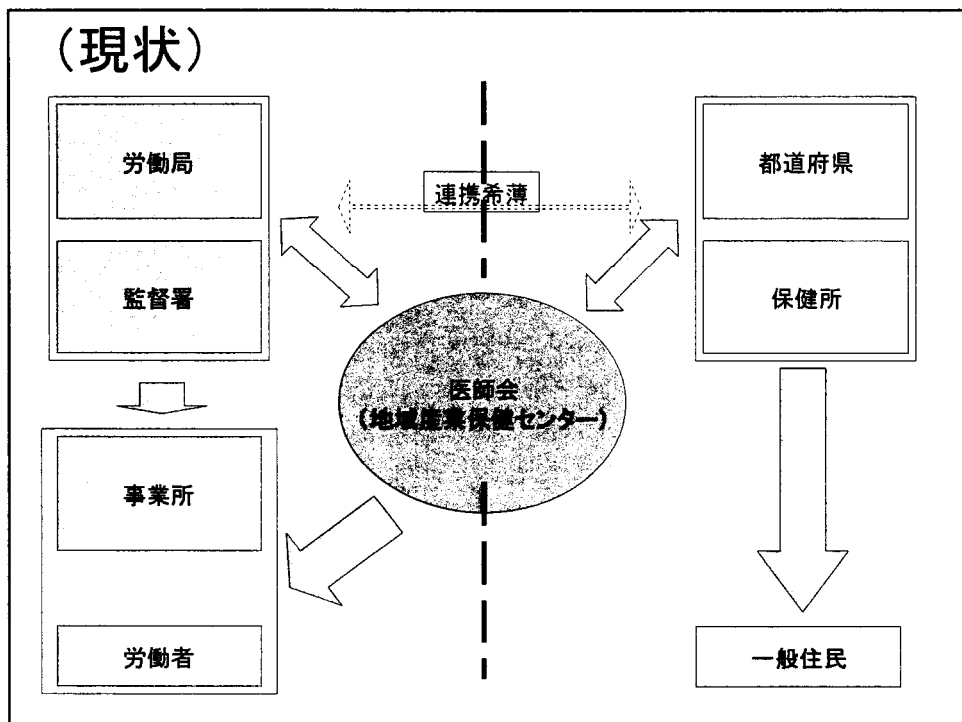 （現状）
労働局
監督署
連携希薄
都道府県
保健所
医師会
（地域産業保健センター）
事業所
労働者
一般住民